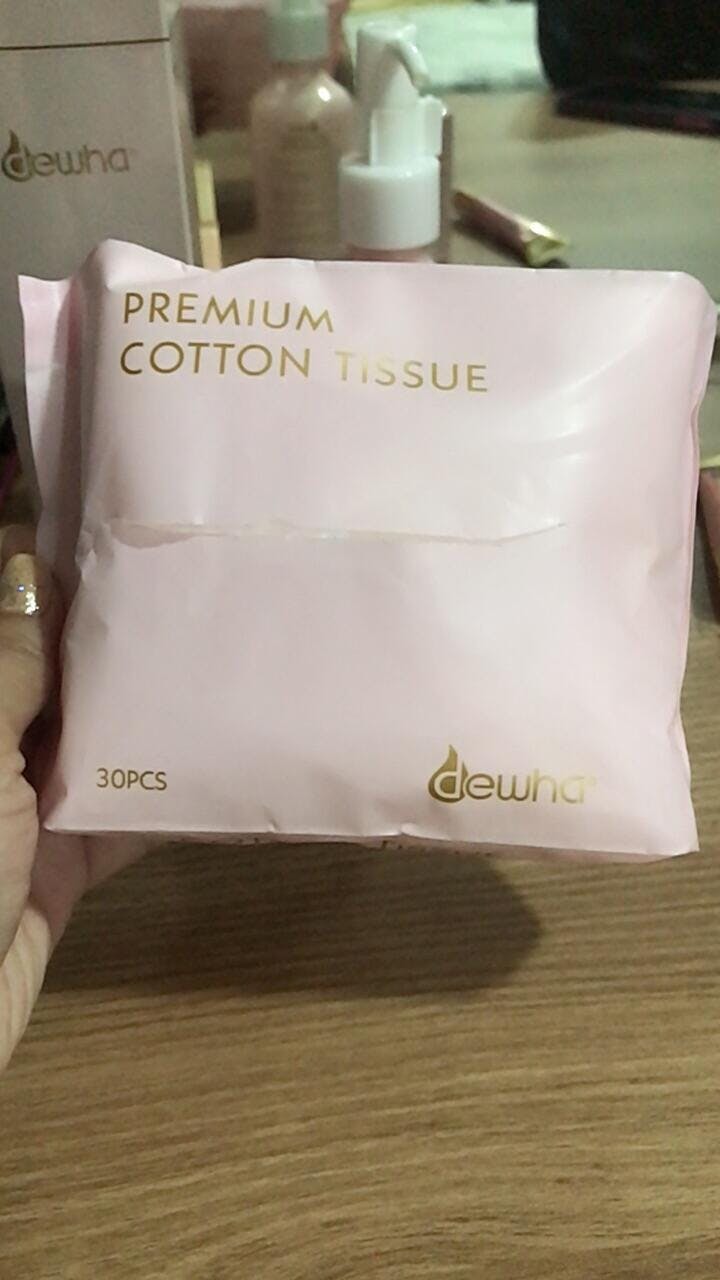 dewha
PREMIUM
COTTON TISSUE
30PCS
dewha